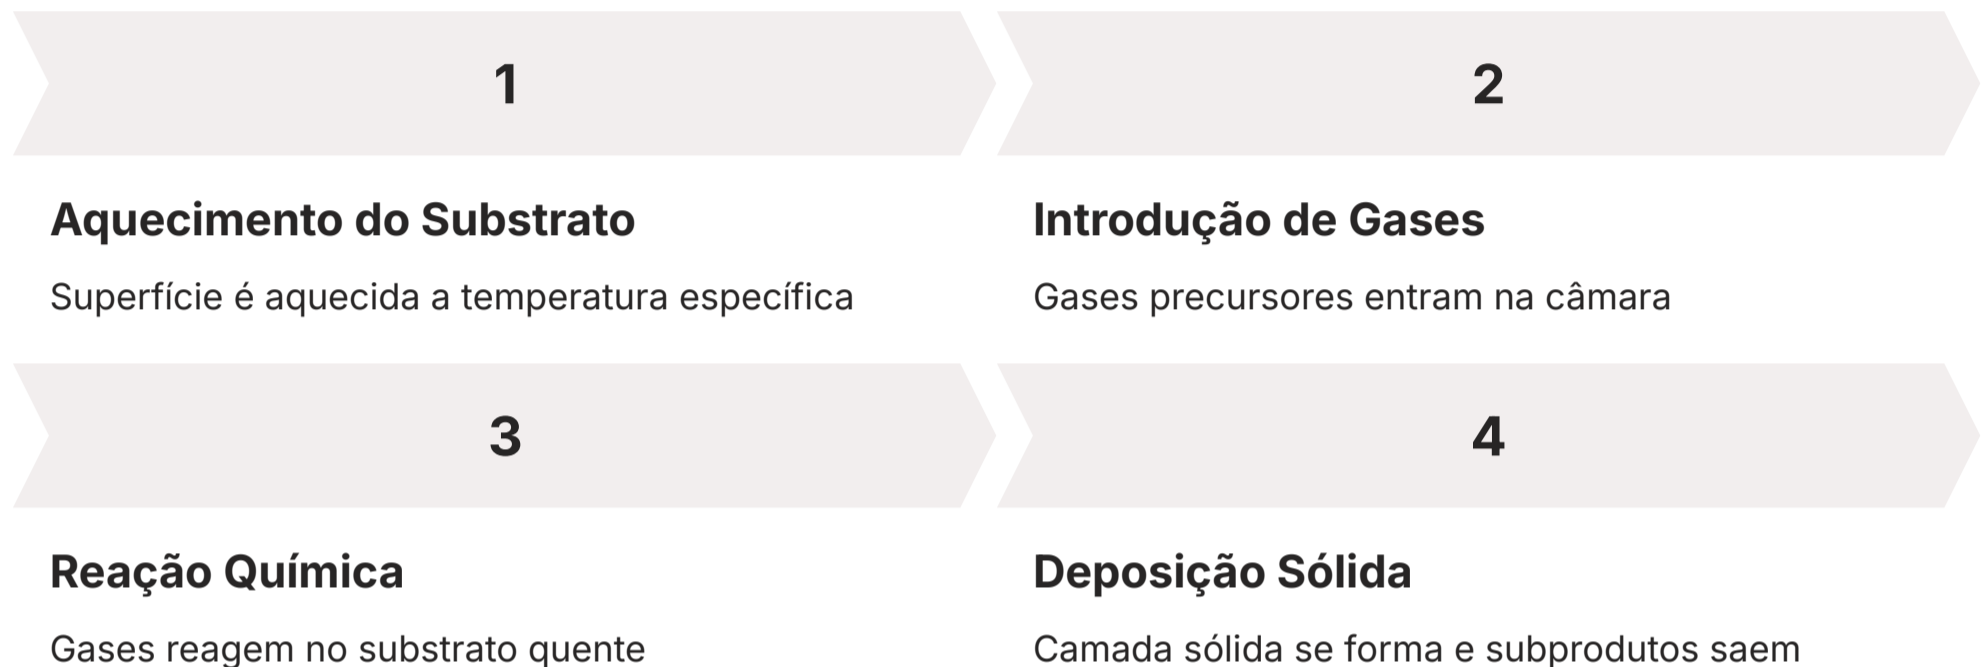 1
2
Aquecimento do Substrato
Superfície é aquecida a temperatura específica
Introdução de Gases
Gases precursores entram na câmara
3
4
Reação Química
Gases reagem no substrato quente
Deposição Sólida
Camada sólida se forma e subprodutos saem